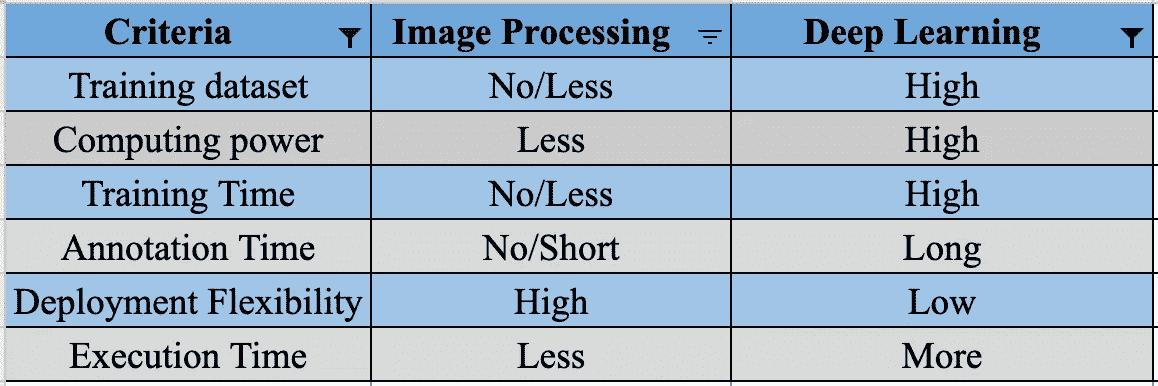 Criteria Image Processing Deep Learning
Training dataset No/Less High
Computing power Less High
Training Time No/Less High
Annotation Time No/Short Long
Deployment Flexibility High Low
Execution Time Less More